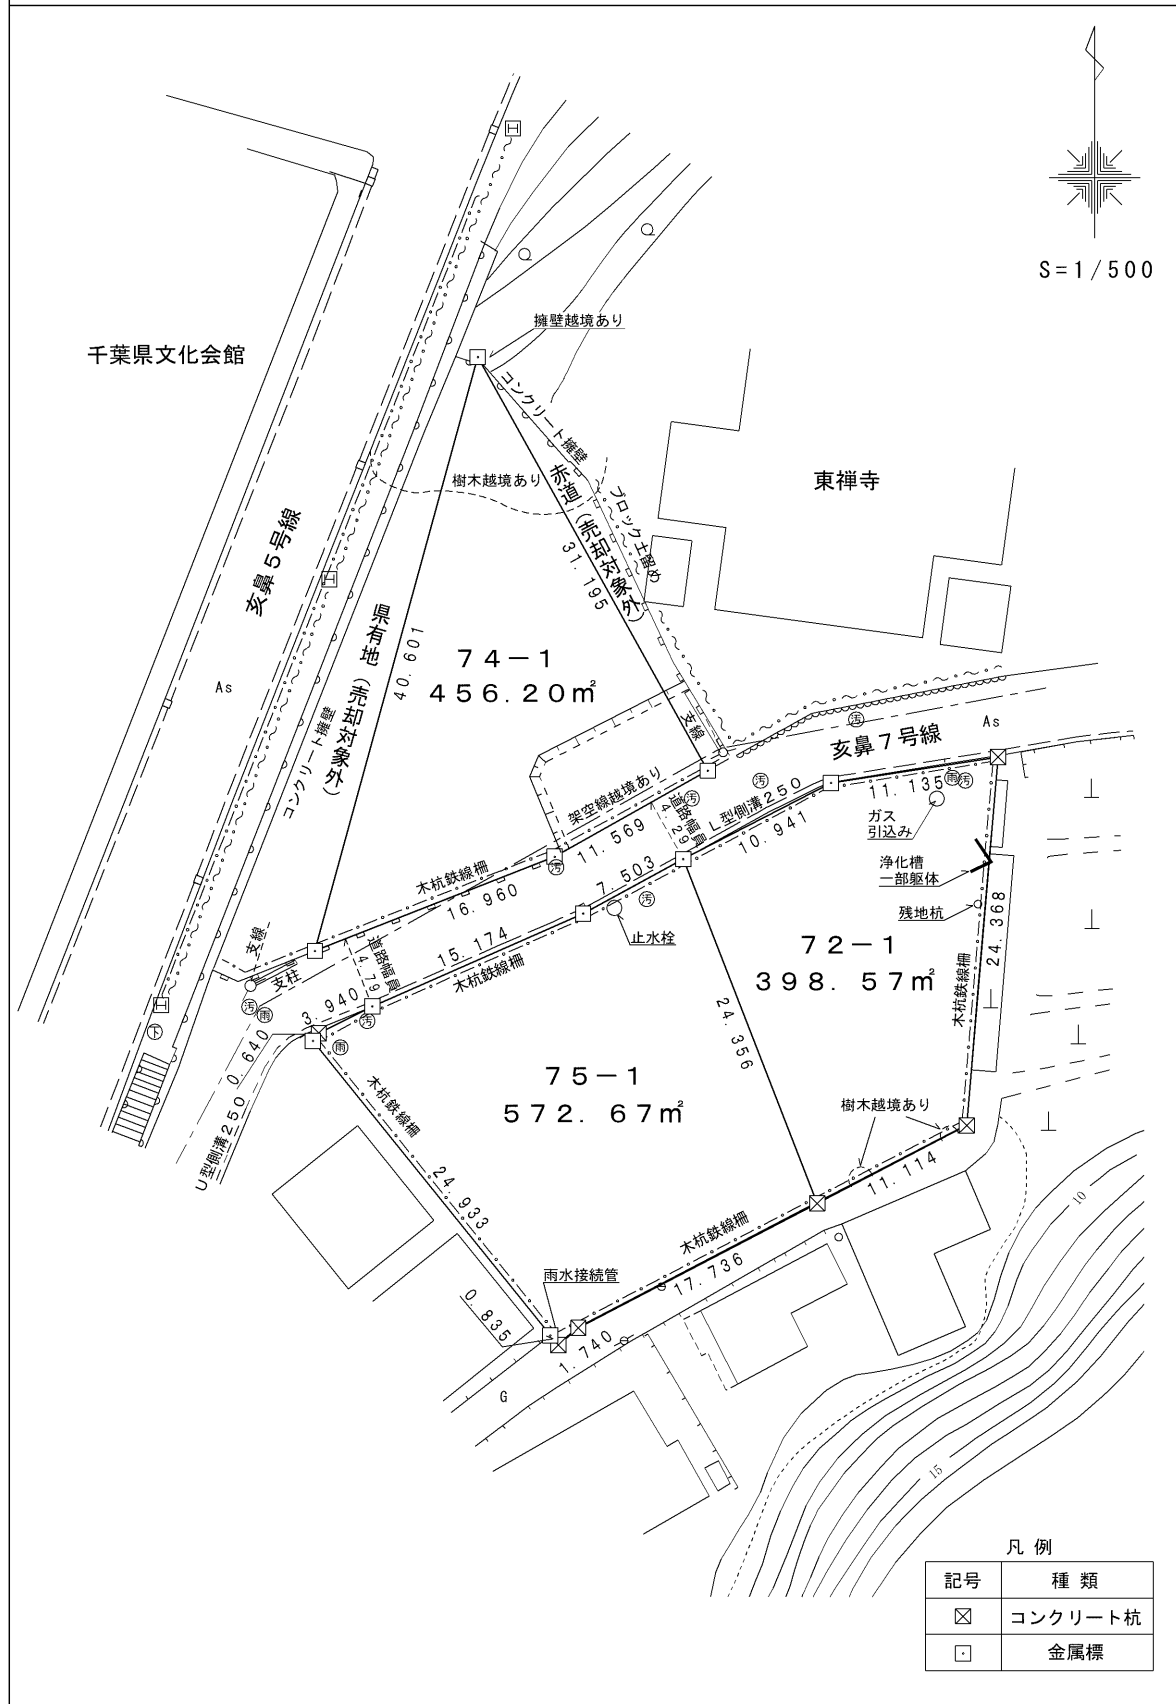 S=1/500
擁壁越境あり
千葉県文化会館
コンクリート擁壁
樹木越境あり
赤道（売却対象外）
ブロック土留め
東禅寺
31.195
亥鼻５号線
県有地（売却対象外）
40.601
７４－１
４５６.２０㎡
As
コンクリート擁壁
支線
亥鼻７号線
As
汚
架空線越境あり
汚
汚
道路幅員
4.29
Ｌ型側溝２５０
11.135
雨
汚
11.569
10.941
ガス
引込み
浄化槽
一部躯体
木杭鉄線柵
汚
7.503
16.960
汚
残地杭
24.368
支線
道路幅員
4.79
15.174
止水栓
７２－１
３９８.５７㎡
支柱
木杭鉄線柵
木杭鉄線柵
汚
雨
3.940
汚
下
0.640
雨
24.356
木杭鉄線柵
７５－１
５７２.６７㎡
樹木越境あり
Ｕ型側溝２５０
11.114
24.933
10
木杭鉄線柵
雨水接続管
17.736
0.835
1.740
G
15
凡 例
記号 種 類
コンクリート杭
金属標